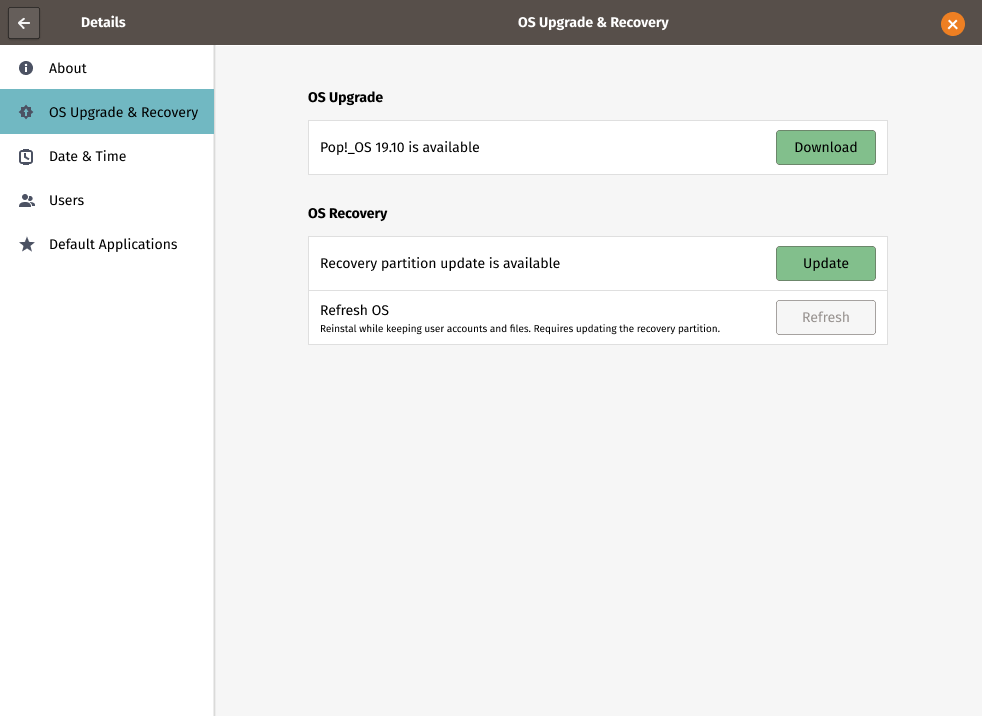 Details
OS Upgrade & Recovery
About
OS Upgrade & Recovery
Date & Time
Users
Default Applications
OS Upgrade
Pop!_OS 19.10 is available
Download
OS Recovery
Recovery partition update is available
Update
Refresh OS
Reinstal while keeping user accounts and files. Requires updating the recovery partition.
Refresh